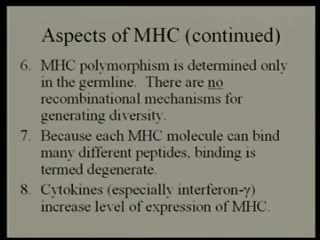 Aspects of MHC (continued)
6. MHC polymorphism is determined only
in the germline. There are no
recombinational mechanisms for
generating diversity.
7. Because each MHC molecule can bind
many different peptides, binding is
termed degenerate.
8. Cytokines (especially interferon-γ)
increase level of expression of MHC.